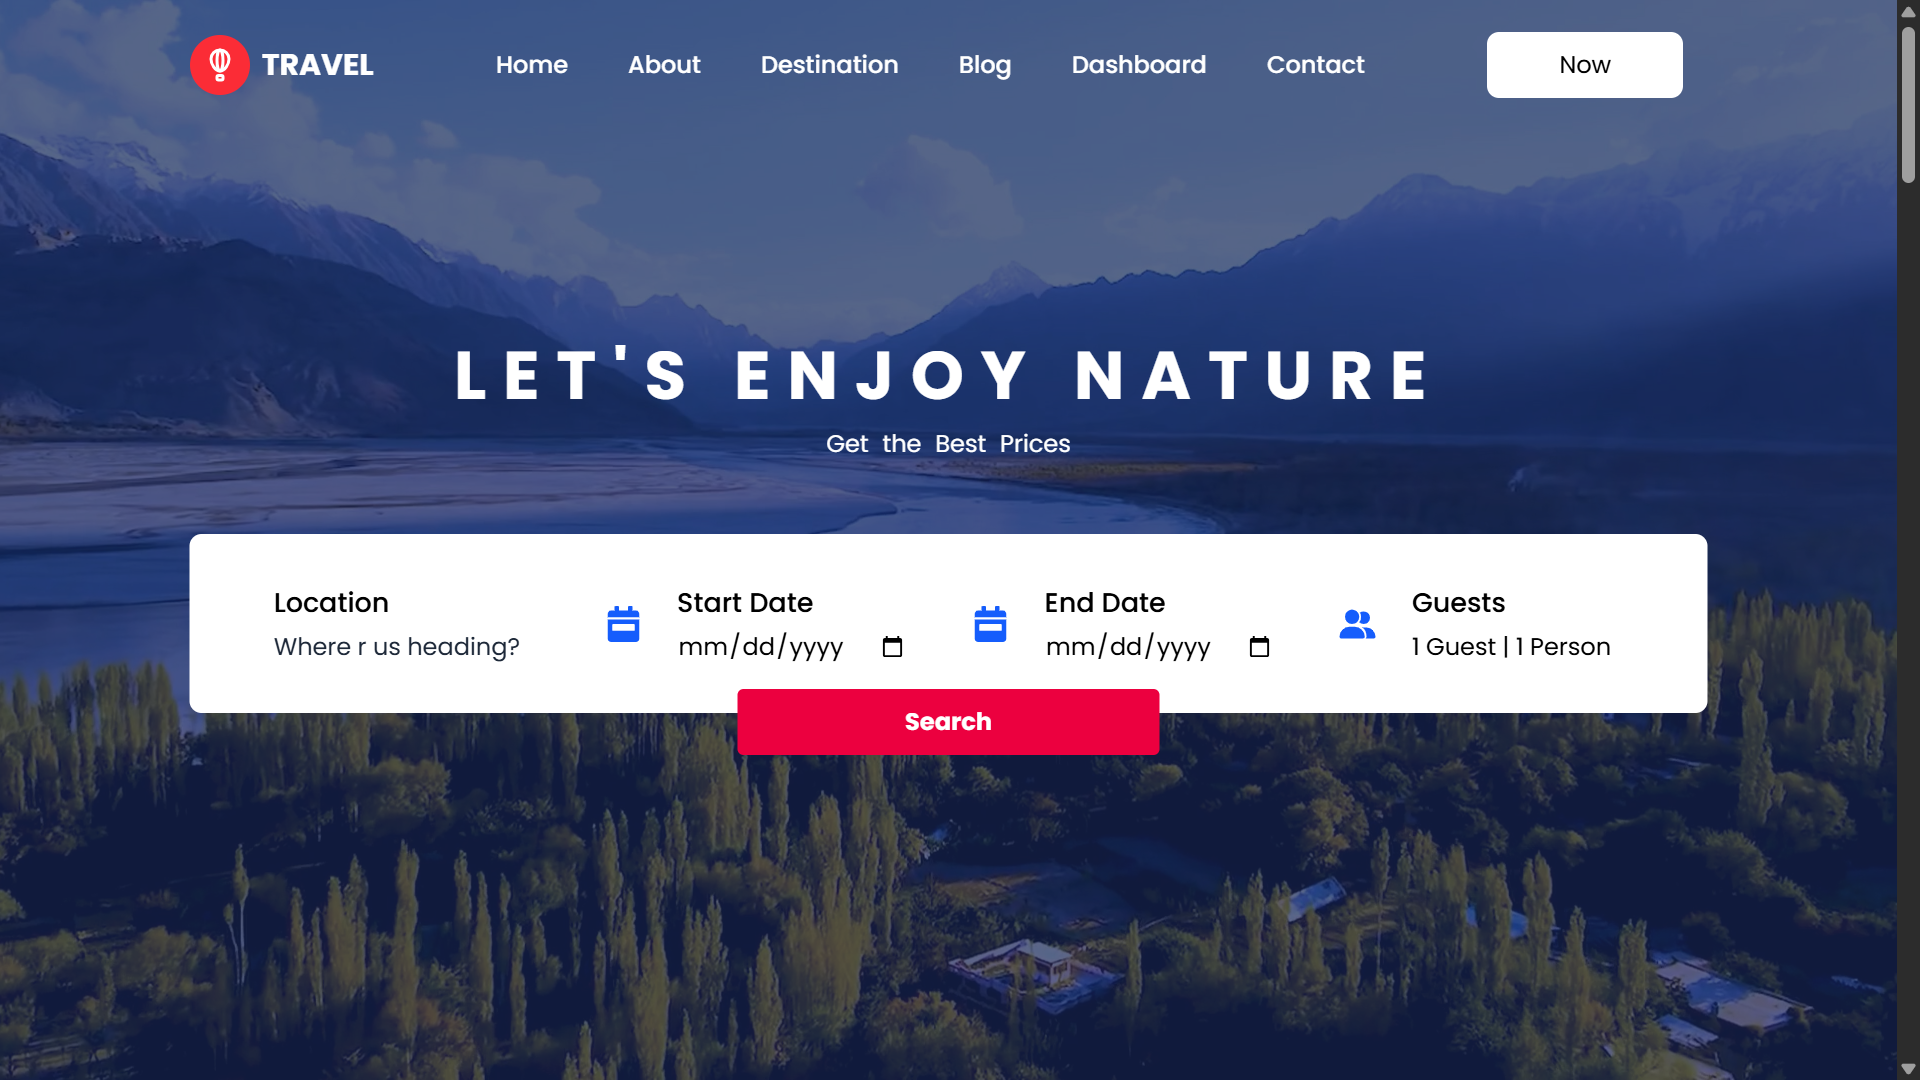 TRAVEL Home About Destination Blog Dashboard Contact Now
LET'S ENJOY NATURE
Get the Best Prices
Location Start Date End Date Guests
Where r us heading? mm/dd/yyyy mm/dd/yyyy 1 Guest | 1 Person
Search